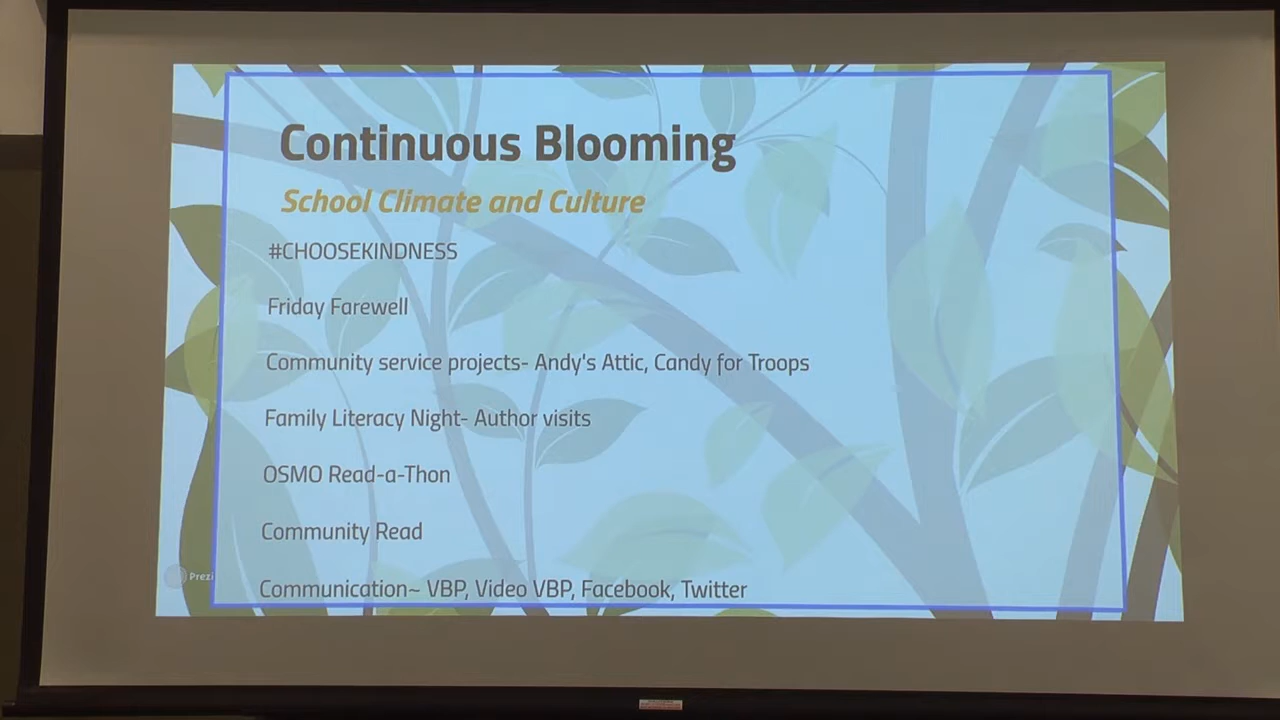 Continuous Blooming
School Climate and Culture
#CHOOSEKINDNESS
Friday Farewell
Community service projects- Andy's Attic, Candy for Troops
Family Literacy Night- Author visits
OSMO Read-a-Thon
Community Read
Prezi
Communication~ VBP, Video VBP, Facebook, Twitter